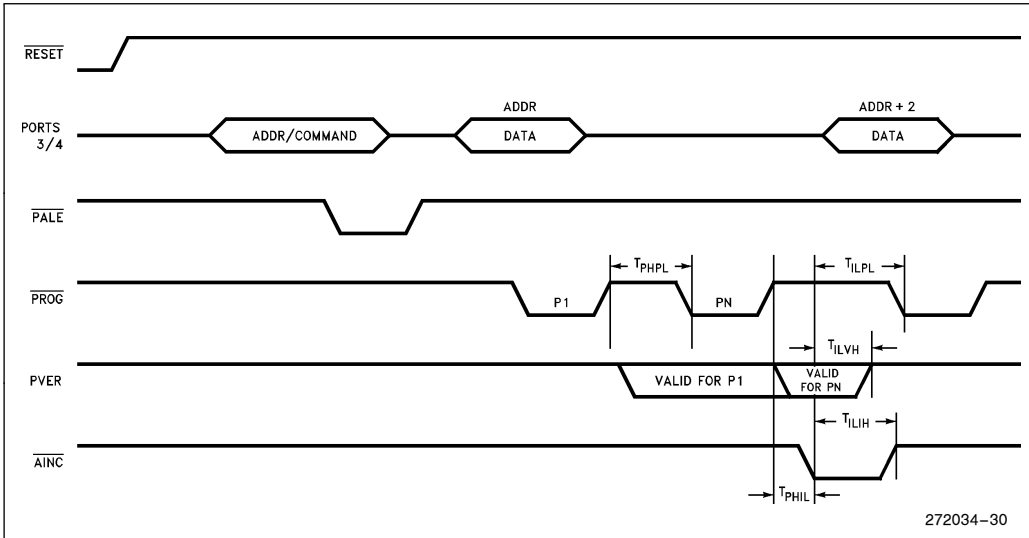 RESET
ADDR
ADDR + 2
PORTS
3/4
ADDR/COMMAND
DATA
DATA
PALE
TPHPL
TILPL
PROG
P1
PN
TILVH
PVER
VALID FOR P1
VALID
FOR PN
TILIH
AINC
TPHIL
272034–30